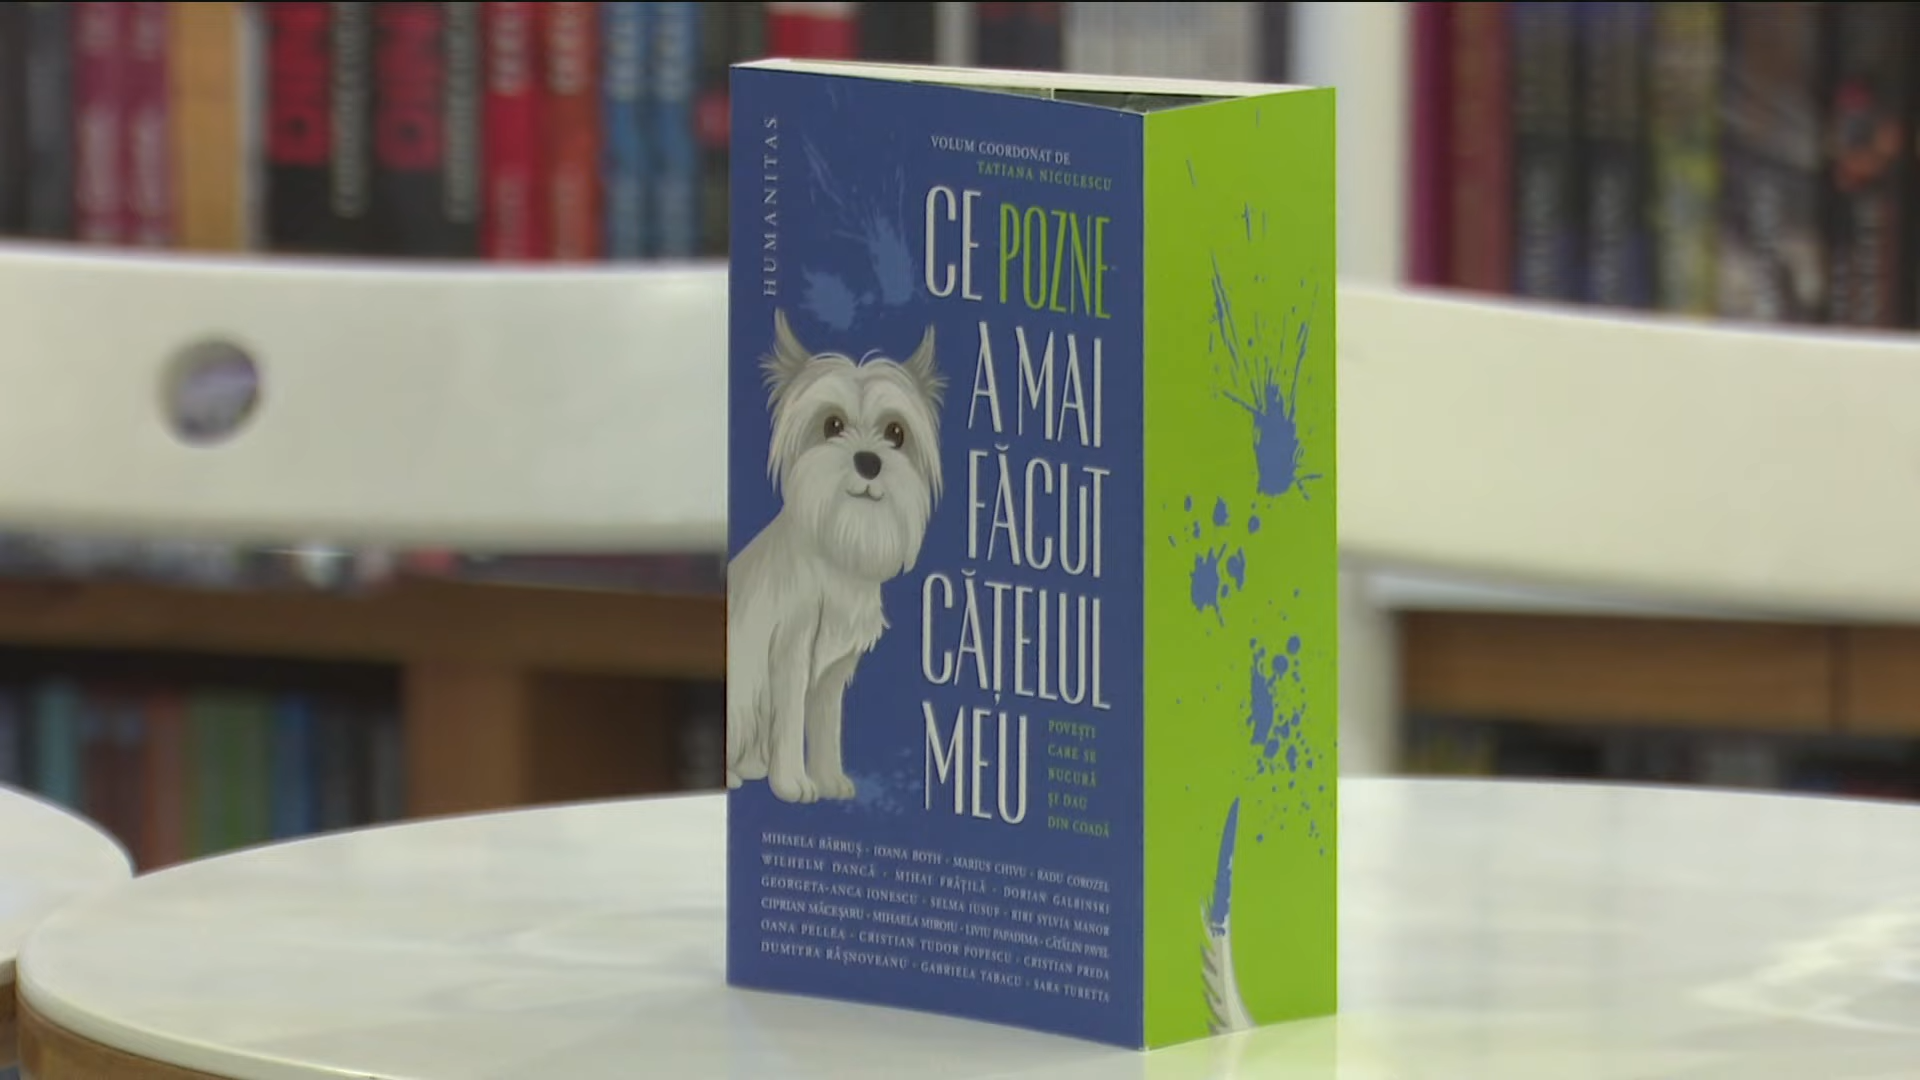 HUMANITAS
VOLUM COORDONAT DE
TATIANA NICULESCU
CE POZNE
A MAI
FĂCUT
CĂȚELUL
MEU
POVEȘTI
CARE SE
BUCURĂ
ȘI DAU
DIN COADĂ
MIHAELA BĂRBUȘ · IOANA BOTH · MARIUS CHIVU · RADU COROZEL
WILHELM DANCĂ · MIHAI FRĂȚILĂ · DORIAN GALBINSKI
GEORGETA-ANCA IONESCU · SELMA IUSUF · RIRI SYLVIA MANOR
CIPRIAN MĂCEȘARU · MIHAELA MIROIU · LIVIU PAPADIMA · CĂTĂLIN PAVEL
OANA PELLEA · CRISTIAN TUDOR POPESCU · CRISTIAN PREDA
DUMITRA RÂȘNOVEANU · GABRIELA TABACU · SARA TURETTA